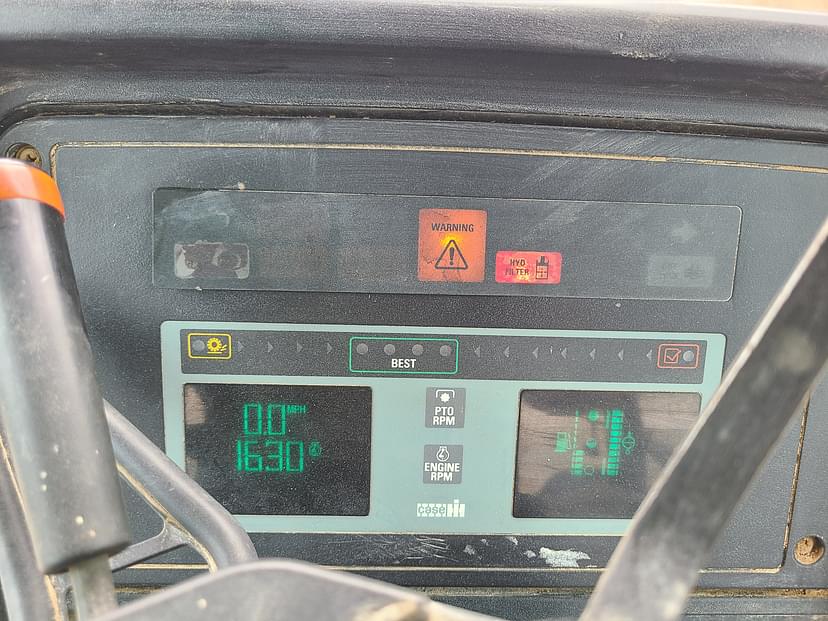 WARNING
HYD
FILTER
BEST
0.0 MPH
1630
PTO
RPM
ENGINE
RPM
case IH